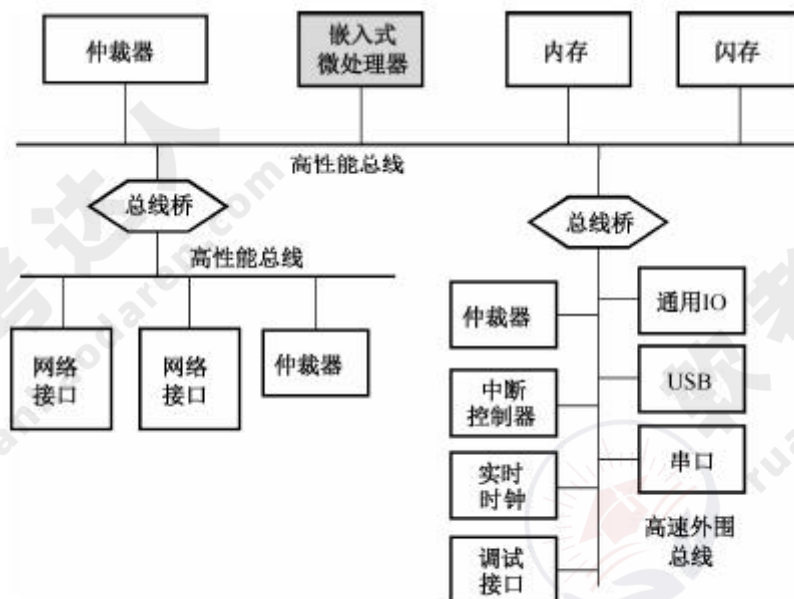 仲裁器
嵌入式
微处理器
内存
闪存
高性能总线
总线桥
总线桥
高性能总线
网络
接口
网络
接口
仲裁器
仲裁器
中断
控制器
实时
时钟
调试
接口
通用IO
USB
串口
高速外围
总线